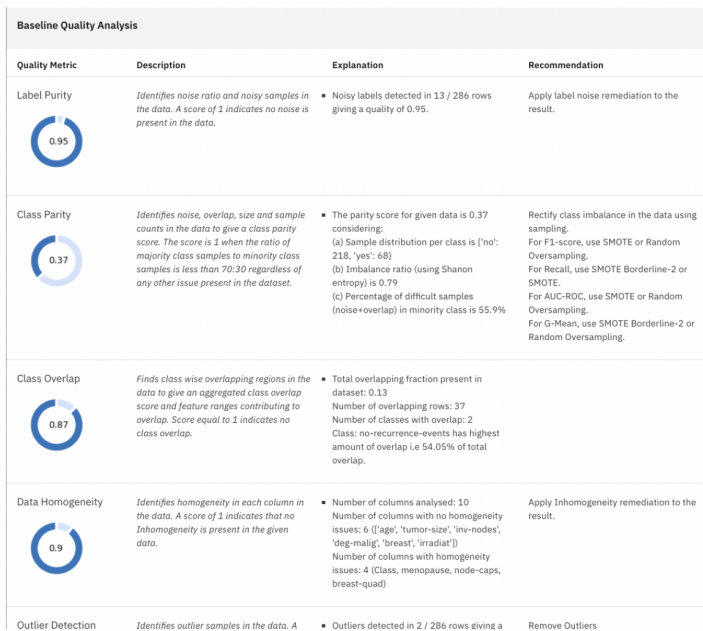 Baseline Quality Analysis
Quality Metric
Description
Explanation
Recommendation
Label Purity
0.95
Identifies noise ratio and noisy samples in
the data. A score of 1 indicates no noise is
present in the data.
▪ Noisy labels detected in 13 / 286 rows
giving a quality of 0.95.
Apply label noise remediation to the
result.
Class Parity
0.37
Identifies noise, overlap, size and sample
counts in the data to give a class parity
score. The score is 1 when the ratio of
majority class samples to minority class
samples is less than 70:30 regardless of
any other issue present in the dataset.
▪ The parity score for given data is 0.37
considering:
(a) Sample distribution per class is {'no':
218, 'yes': 68}
(b) Imbalance ratio (using Shanon
entropy) is 0.79
(c) Percentage of difficult samples
(noise+overlap) in minority class is 55.9%
Rectify class imbalance in the data using
sampling.
For F1-score, use SMOTE or Random
Oversampling.
For Recall, use SMOTE Borderline-2 or
SMOTE.
For AUC-ROC, use SMOTE or Random
Oversampling.
For G-Mean, use SMOTE Borderline-2 or
Random Oversampling.
Class Overlap
0.87
Finds class wise overlapping regions in the
data to give an aggregated class overlap
score and feature ranges contributing to
overlap. Score equal to 1 indicates no
class overlap.
▪ Total overlapping fraction present in
dataset: 0.13
Number of overlapping rows: 37
Number of classes with overlap: 2
Class: no-recurrence-events has highest
amount of overlap i.e 54.05% of total
overlap.
Data Homogeneity
0.9
Identifies homogeneity in each column in
the data. A score of 1 indicates that no
Inhomogeneity is present in the given
data.
▪ Number of columns analysed: 10
Number of columns with no homogeneity
issues: 6 (['age', 'tumor-size', 'inv-nodes',
'deg-malig', 'breast', 'irradiat'])
Number of columns with homogeneity
issues: 4 (Class, menopause, node-caps,
breast-quad)
Apply Inhomogeneity remediation to the
result.
Outlier Detection
Identifies outlier samples in the data. A
▪ Outliers detected in 2 / 286 rows giving a
Remove Outliers